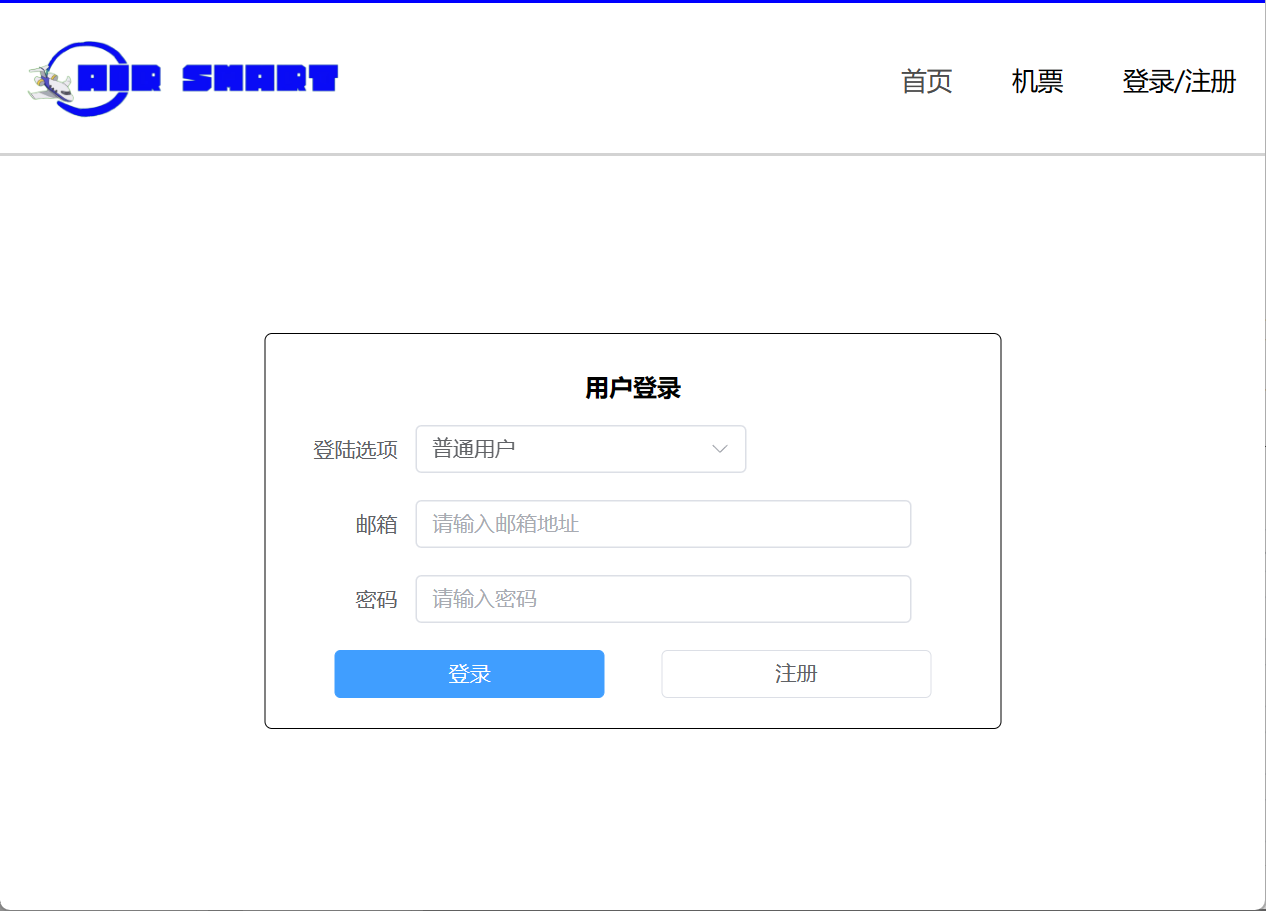 AIR SMART
首页
机票
登录/注册
用户登录
登陆选项 普通用户
邮箱 请输入邮箱地址
密码 请输入密码
登录
注册